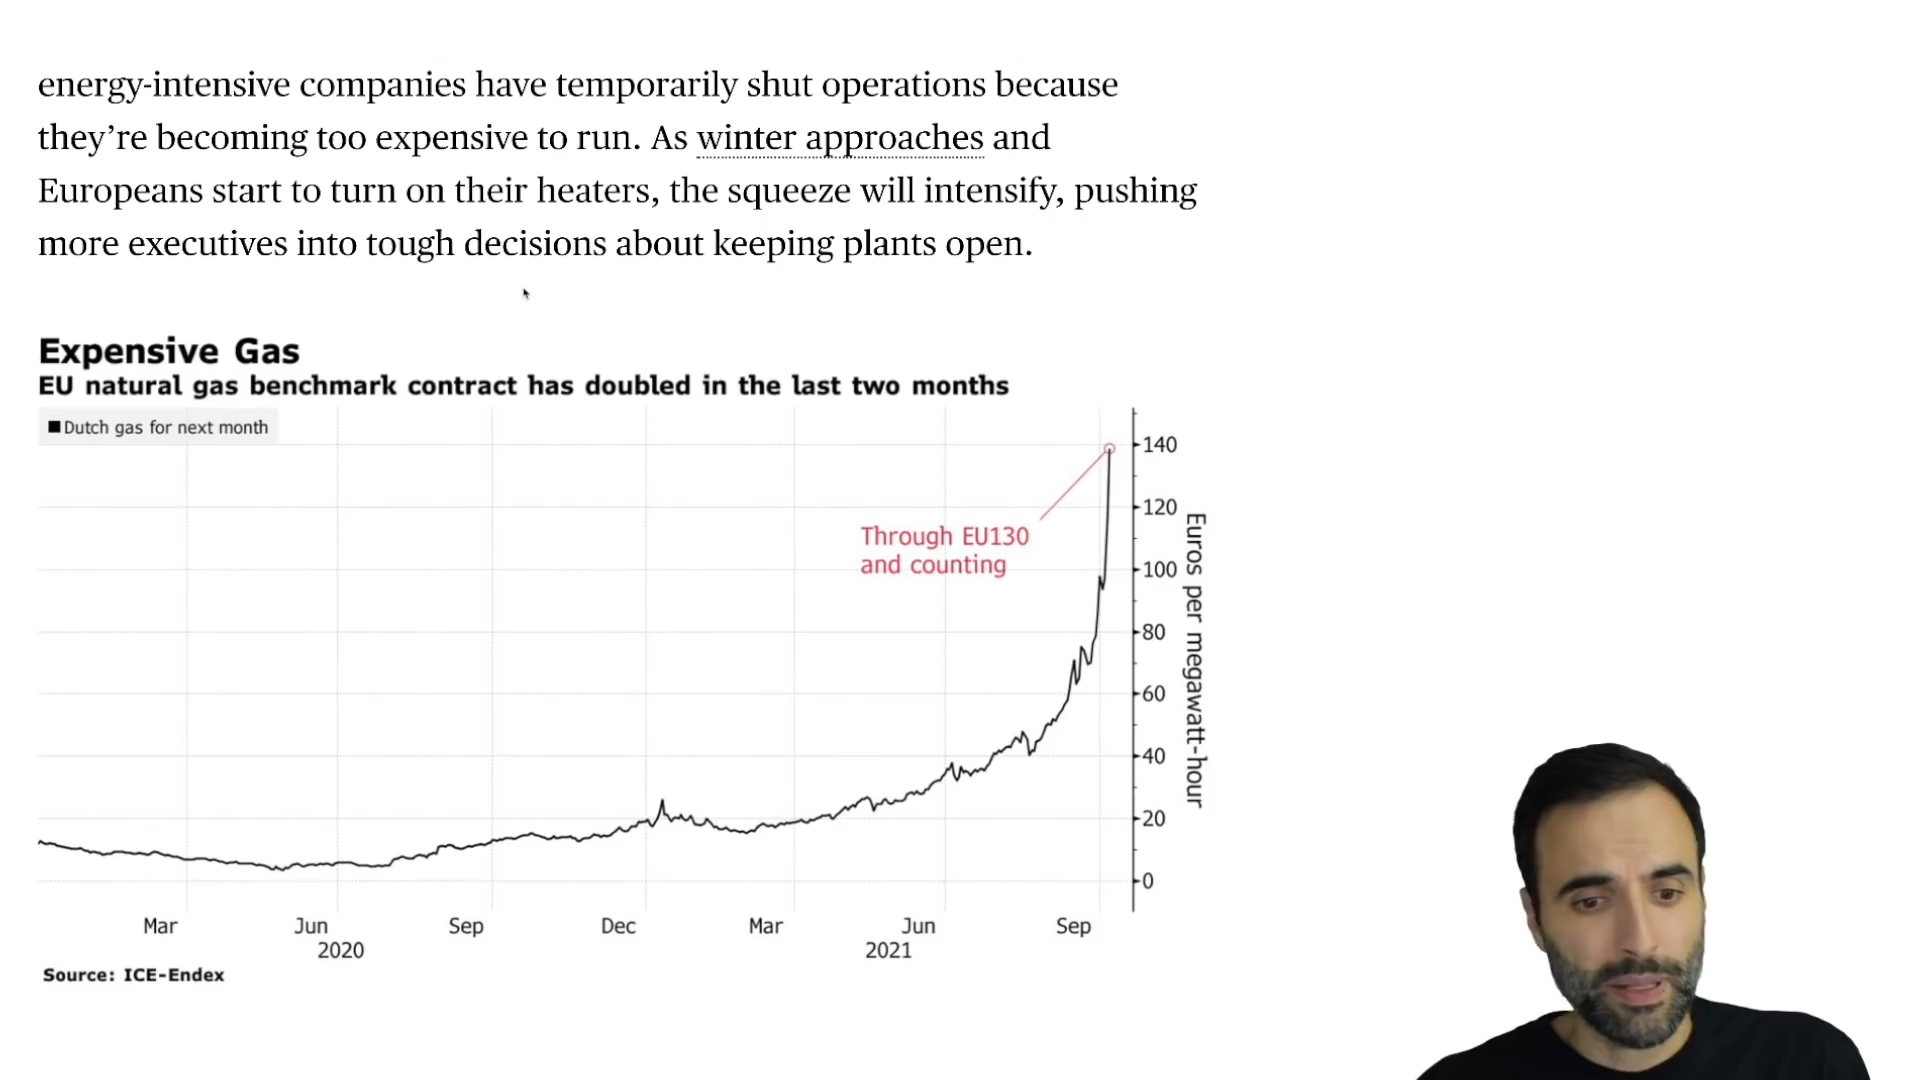 energy-intensive companies have temporarily shut operations because
they’re becoming too expensive to run. As winter approaches and
Europeans start to turn on their heaters, the squeeze will intensify, pushing
more executives into tough decisions about keeping plants open.
Expensive Gas
EU natural gas benchmark contract has doubled in the last two months
Dutch gas for next month
Through EU130
and counting
140
120
100
80
60
40
20
0
Euros per megawatt-hour
Mar Jun Sep Dec Mar Jun Sep
2020 2021
Source: ICE-Endex